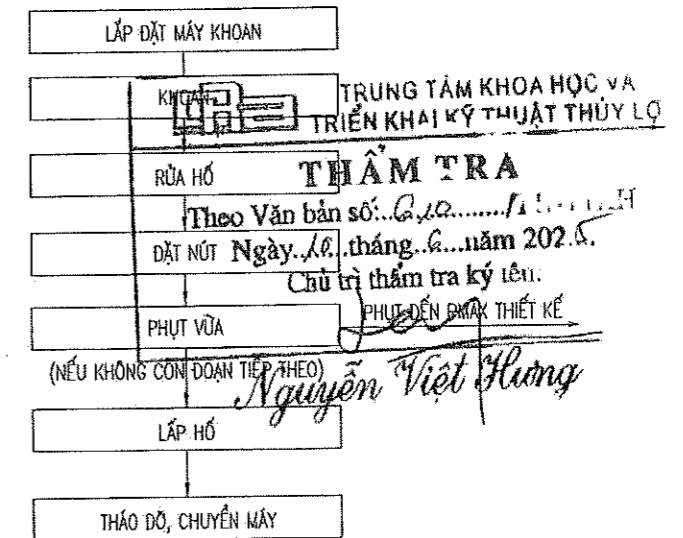 LẮP ĐẶT MÁY KHOAN
KHOAN
TRUNG TÂM KHOA HỌC VÀ
TRIỂN KHAI KỸ THUẬT THỦY LỢ
RỬA HỐ
THẨM TRA
Theo Văn bản số:
ĐẶT NÚT
Ngày..10...tháng..6....năm 2025.
Chủ trì thẩm tra ký tên:
PHỤT VỮA
PHỤT ĐẾN PMAX THIẾT KẾ
(NẾU KHÔNG CÒN ĐOẠN TIẾP THEO)
Nguyễn Việt Hưng
LẤP HỐ
THÁO DỠ, CHUYỂN MÁY